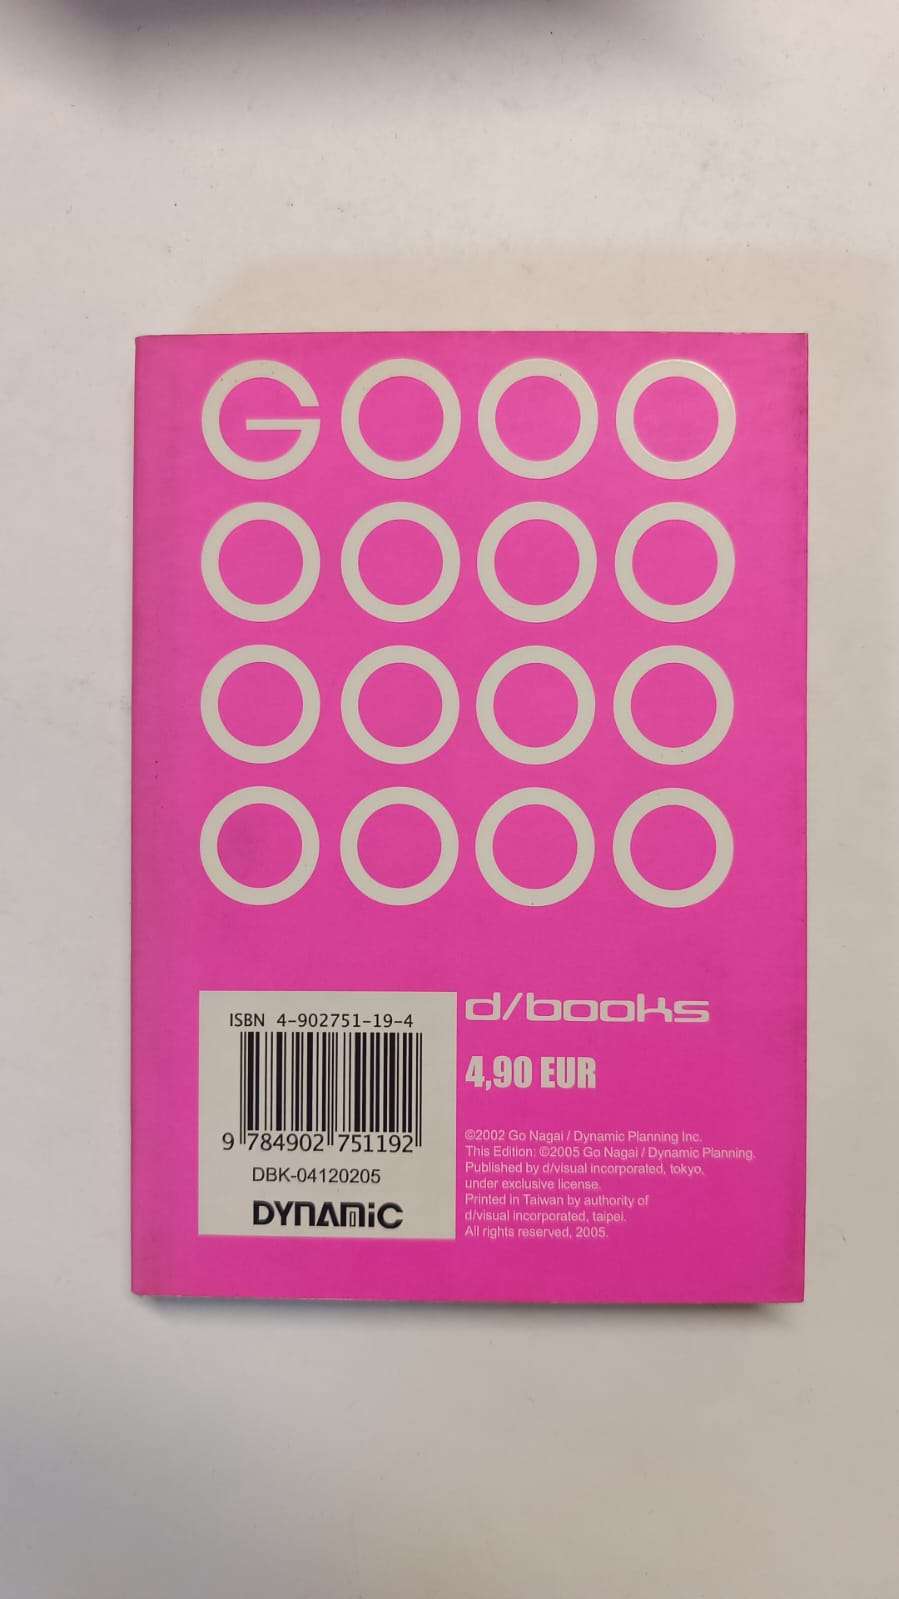 GOOO
OOOO
OOOO
OOOO
ISBN 4-902751-19-4
9 784902 751192
DBK-04120205
DYNAMiC
d/books
4,90 EUR
©2002 Go Nagai / Dynamic Planning Inc.
This Edition: ©2005 Go Nagai / Dynamic Planning.
Published by d/visual incorporated, tokyo,
under exclusive license.
Printed in Taiwan by authority of
d/visual incorporated, taipei.
All rights reserved, 2005.